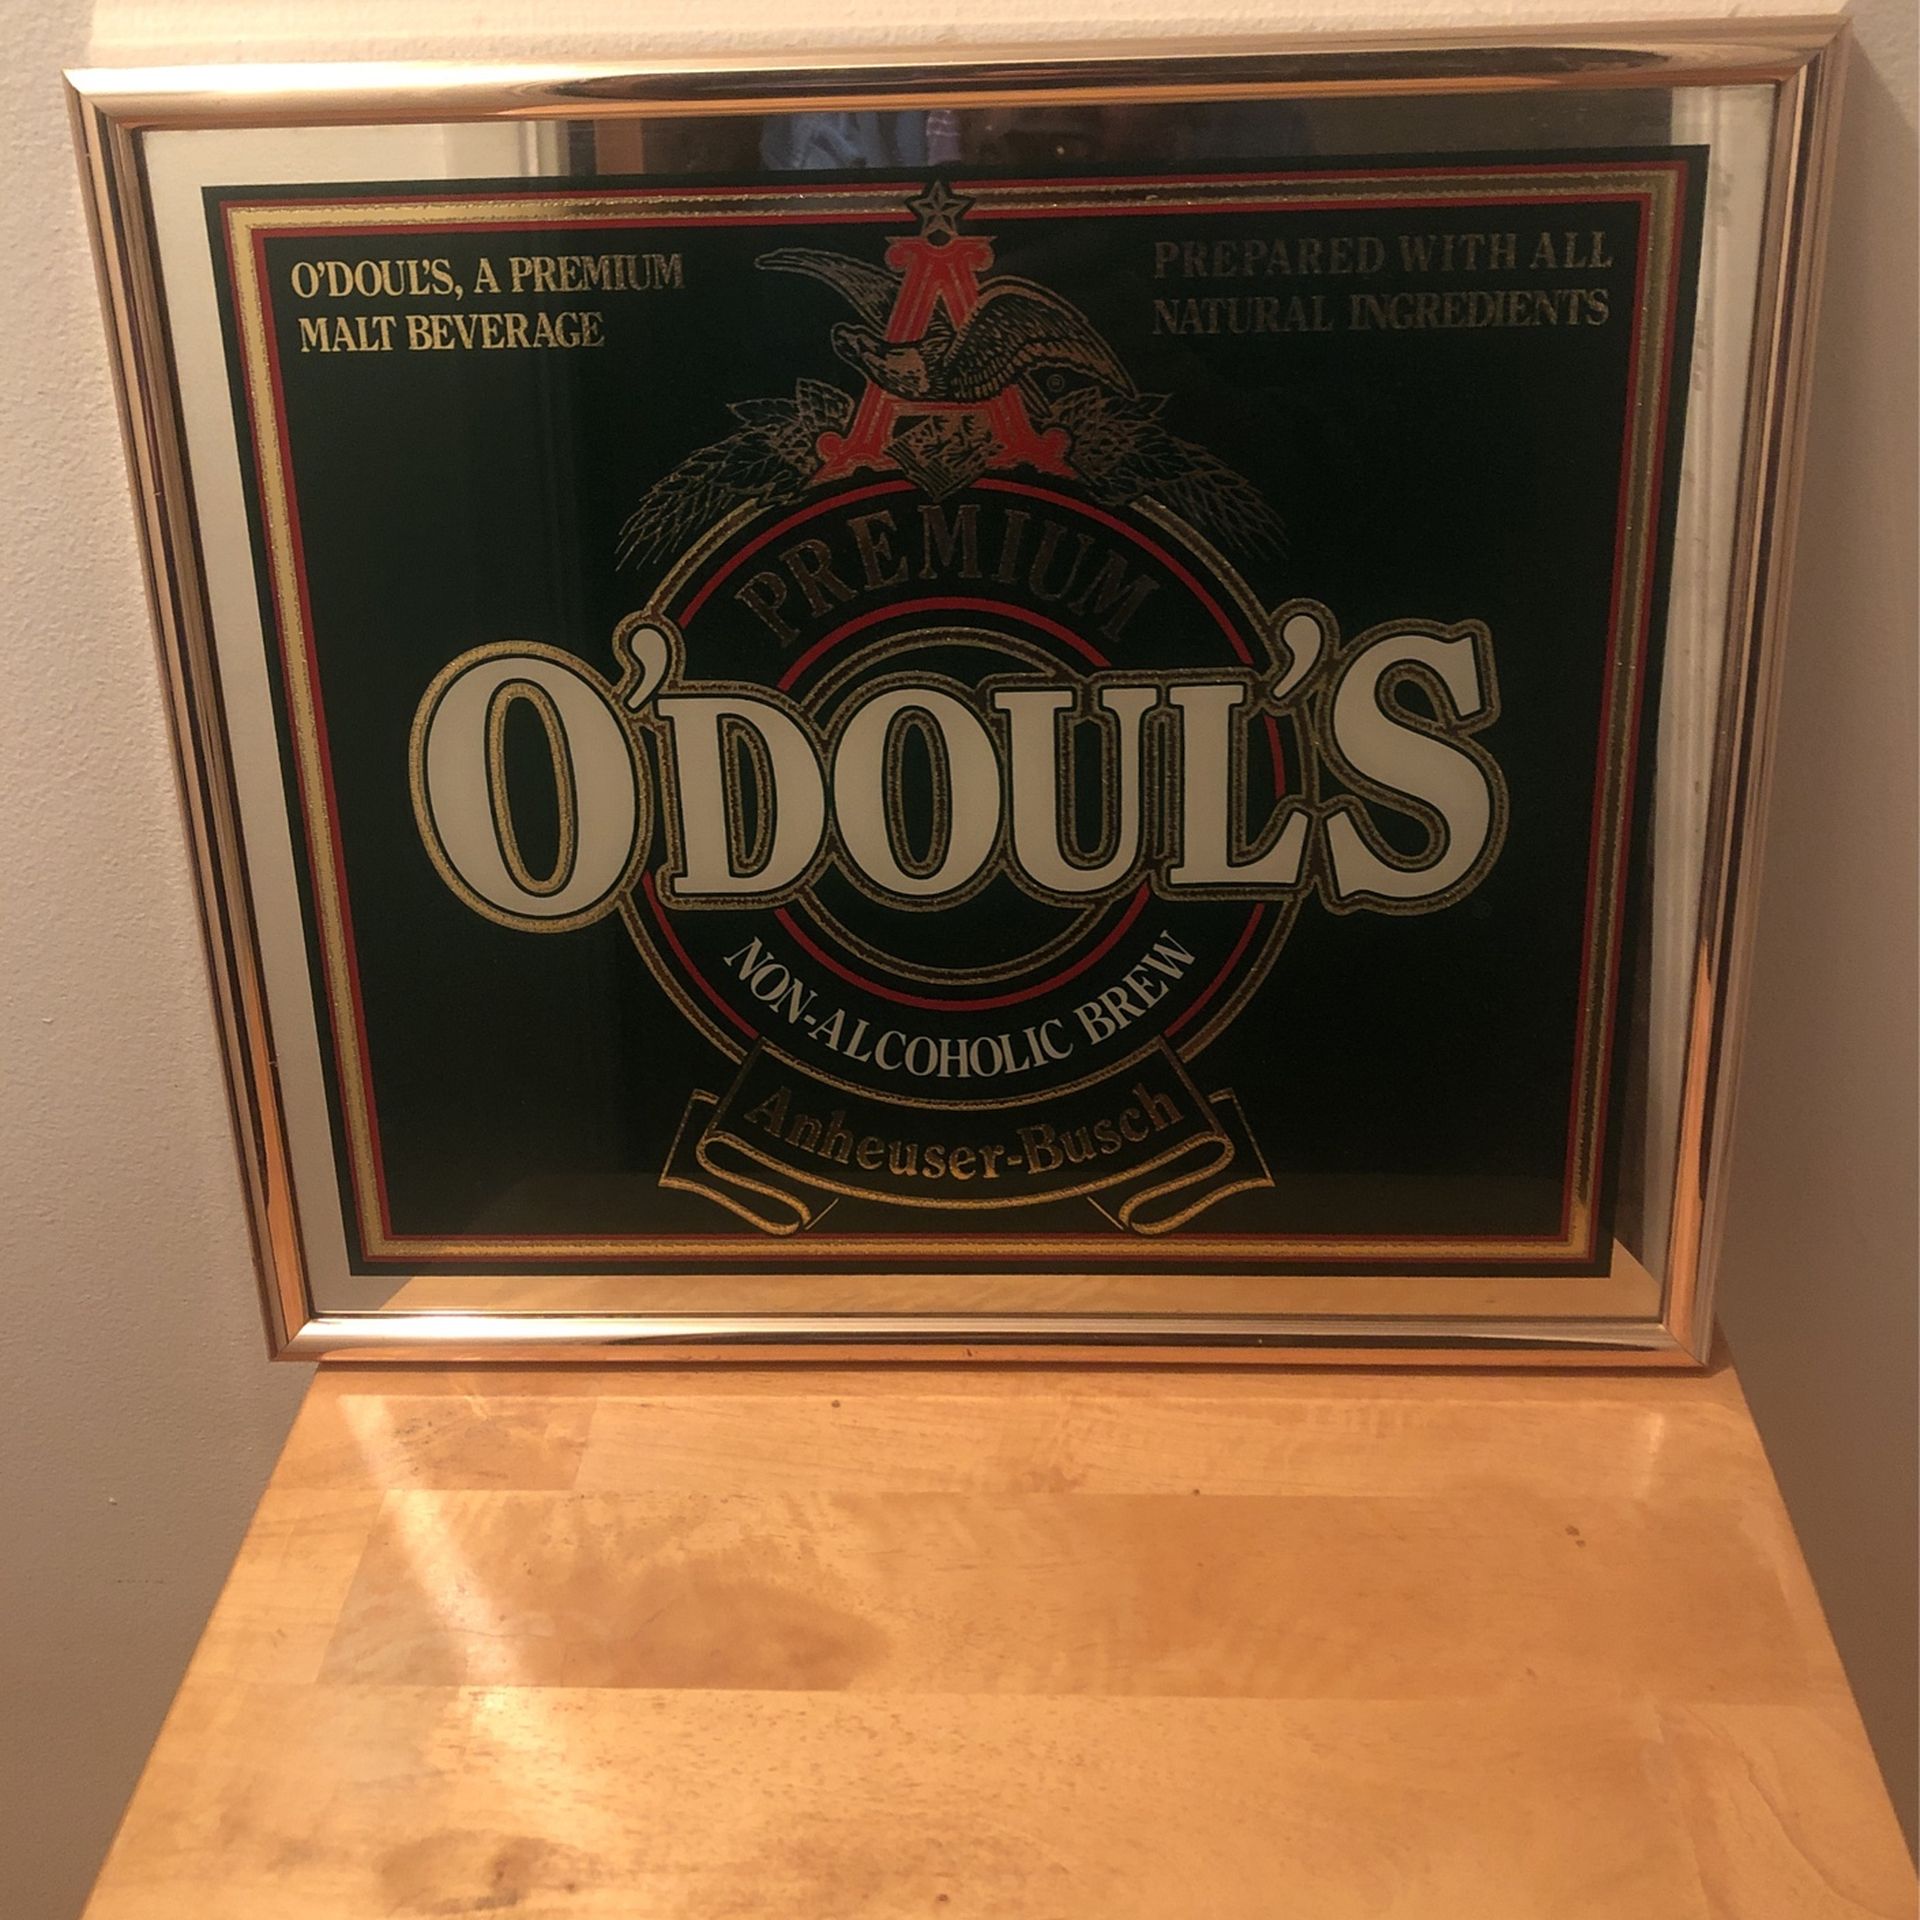 O'DOUL'S, A PREMIUM
MALT BEVERAGE
PREPARED WITH ALL
NATURAL INGREDIENTS
A
PREMIUM
O'DOUL'S
NON-ALCOHOLIC BREW
Anheuser-Busch